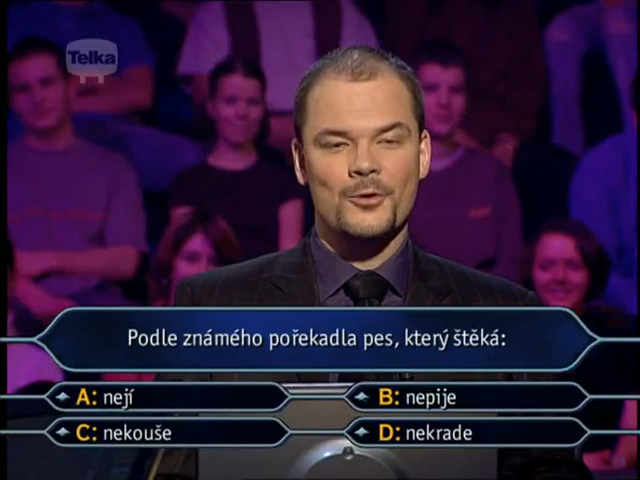 Telka
Podle známého pořekadla pes, který štěká:
A: nejí
B: nepije
C: nekouše
D: nekrade